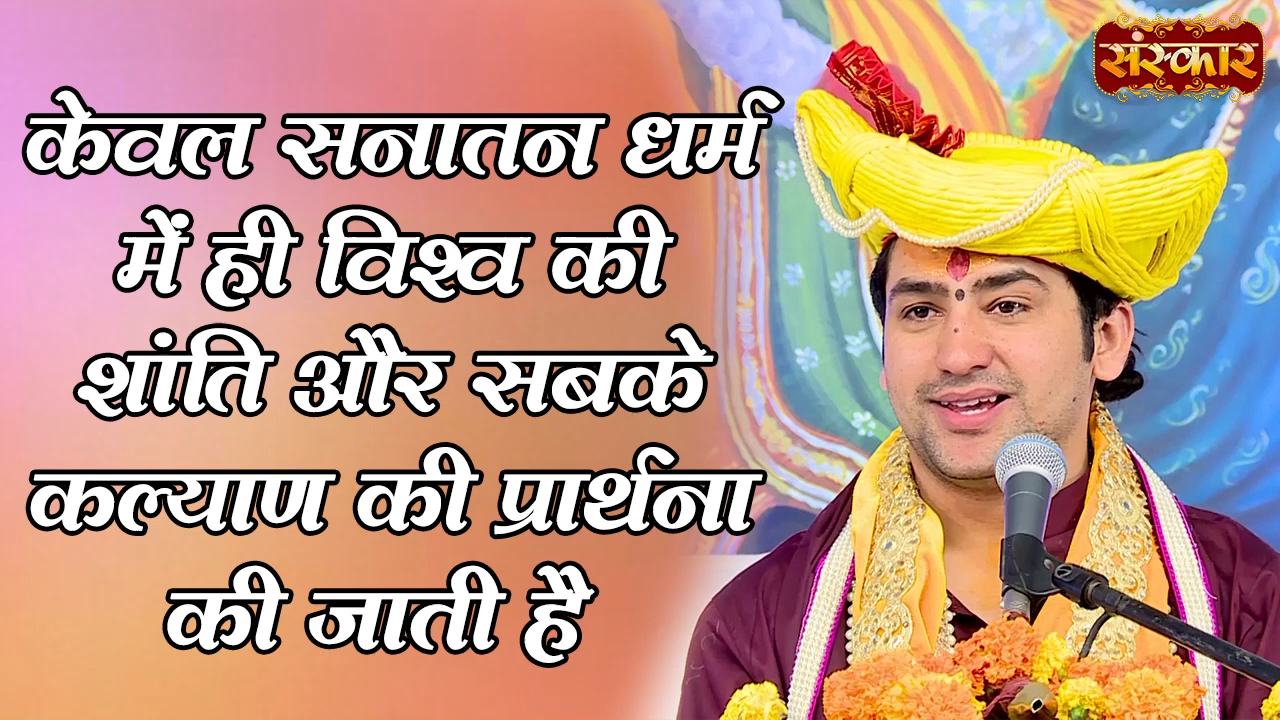 संस्कार
केवल सनातन धर्म
में ही विश्व की
शांति और सबके
कल्याण की प्रार्थना
की जाती है